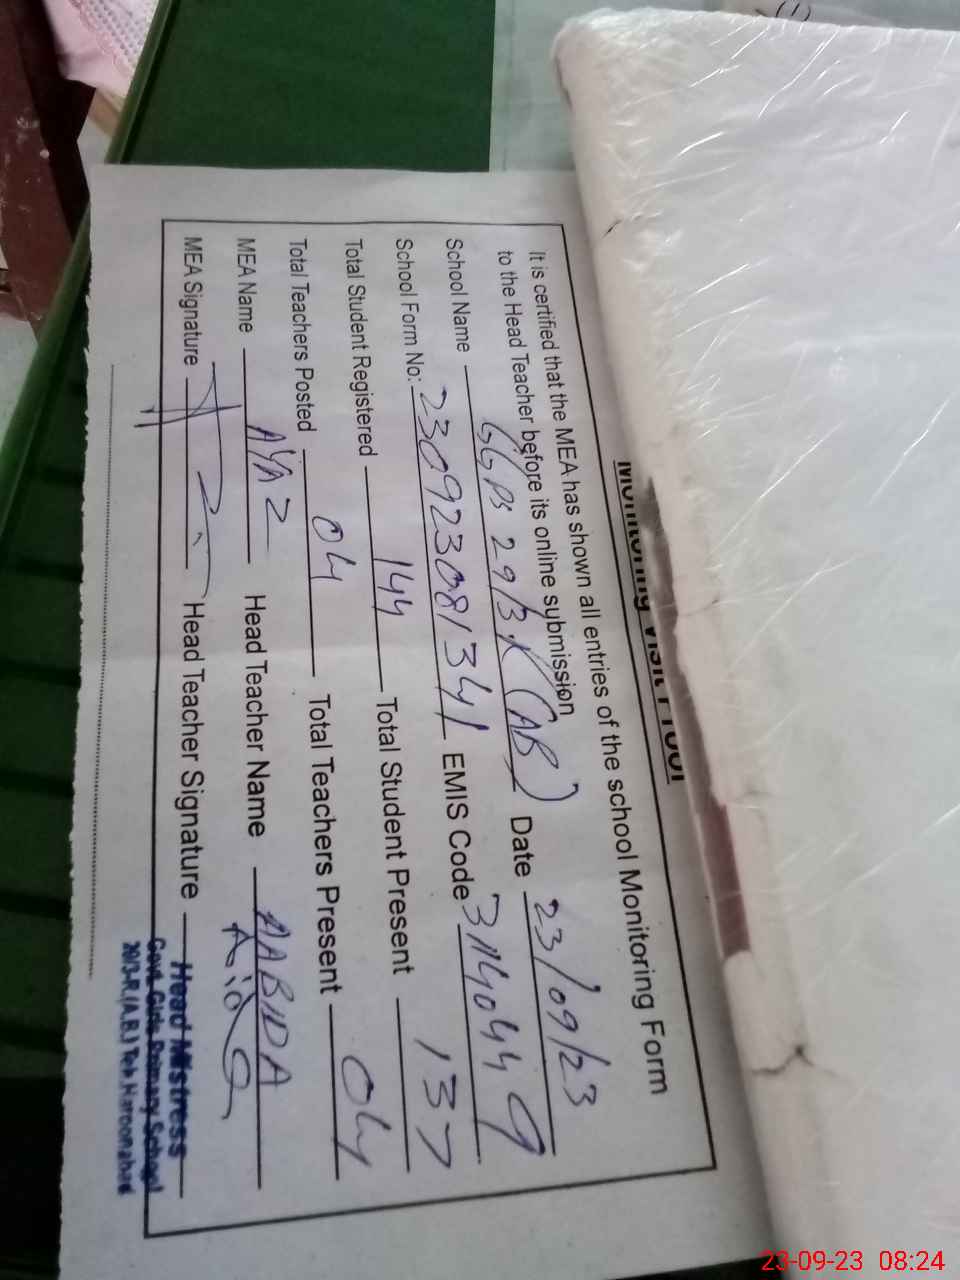 Monitoring Visit Proof
It is certified that the MEA has shown all entries of the school Monitoring Form
to the Head Teacher before its online submission
School Name GGPS 29/3R (AB) Date 23/09/23
School Form No: 23092308/341 EMIS Code 31140449
Total Student Registered 144 Total Student Present 137
Total Teachers Posted 04 Total Teachers Present 04
MEA Name AYAZ Head Teacher Name AABIDA
MEA Signature Head Teacher Signature
Head Mistress
Govt. Girls Primary School
29/3-R.(A.B.) Teh Haroonabad
23-09-23 08:24